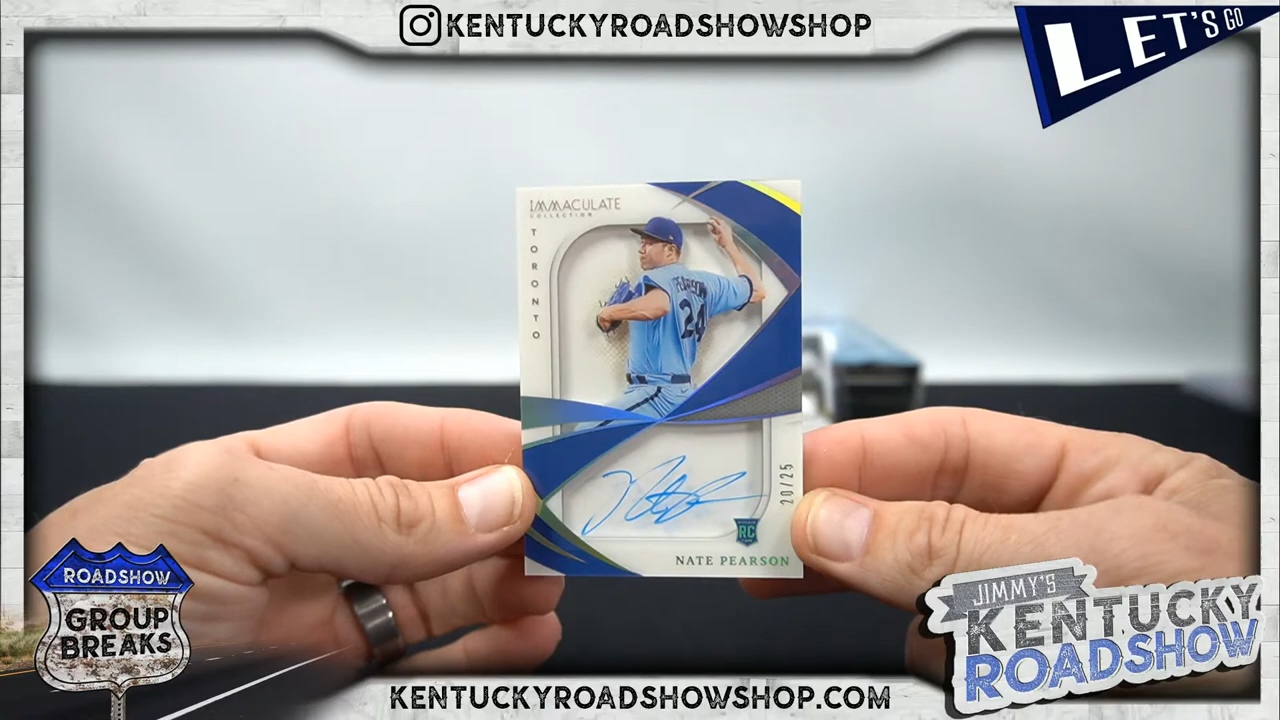 KENTUCKYROADSHOWSHOP
LET'S GO
IMMACULATE
COLLECTION
TORONTO
PEARSON
24
20/25
RC
NATE PEARSON
ROADSHOW
GROUP
BREAKS
JIMMY'S
KENTUCKY
ROADSHOW
KENTUCKYROADSHOWSHOP.COM